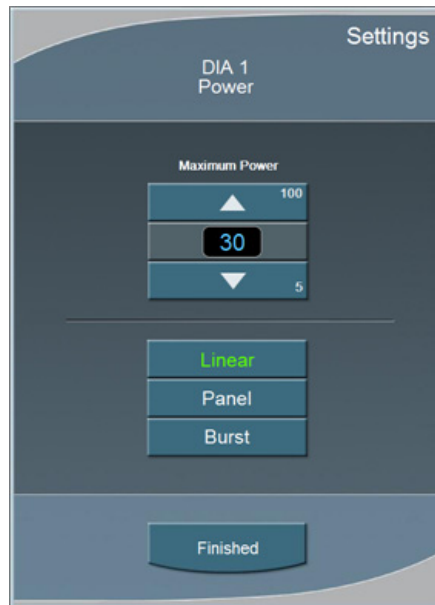 Settings
DIA 1
Power
Maximum Power
100
30
5
Linear
Panel
Burst
Finished